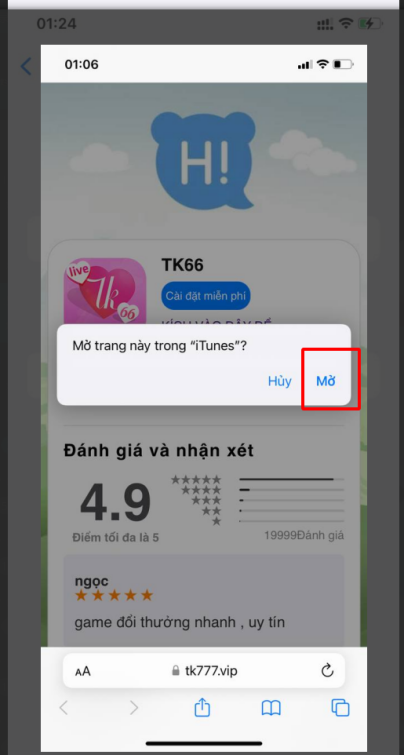 01:24
01:06
H!
live
Tk
66
TK66
Cài đặt miễn phí
Mở trang này trong “iTunes”?
Hủy
Mở
Đánh giá và nhận xét
4.9
Điểm tối đa là 5
19999Đánh giá
ngọc
game đổi thưởng nhanh , uy tín
AA
tk777.vip